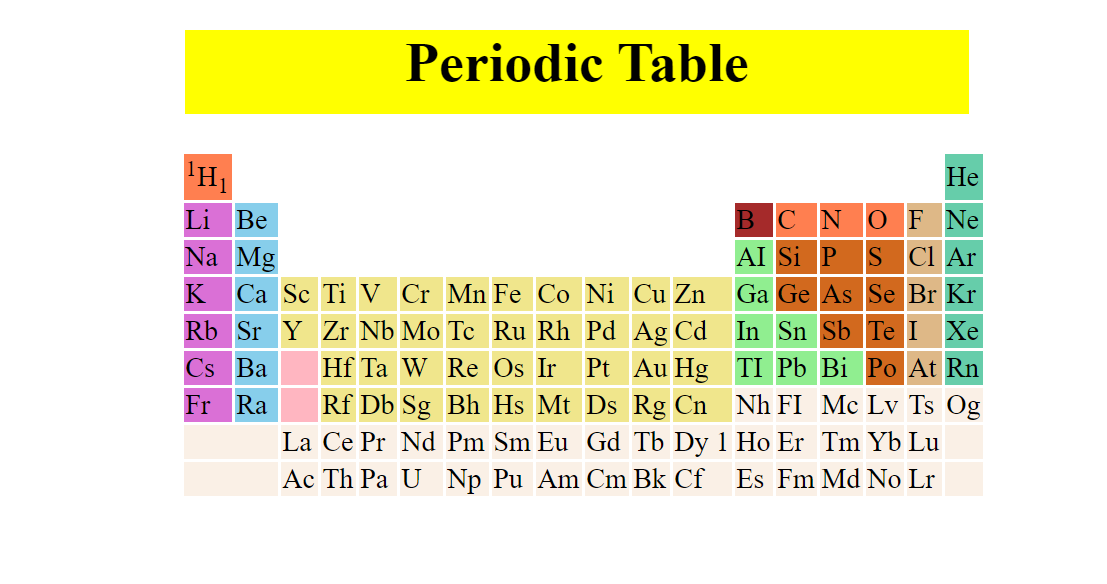 Periodic Table
¹H₁ He
Li Be B C N O F Ne
Na Mg AI Si P S Cl Ar
K Ca Sc Ti V Cr Mn Fe Co Ni Cu Zn Ga Ge As Se Br Kr
Rb Sr Y Zr Nb Mo Tc Ru Rh Pd Ag Cd In Sn Sb Te I Xe
Cs Ba Hf Ta W Re Os Ir Pt Au Hg TI Pb Bi Po At Rn
Fr Ra Rf Db Sg Bh Hs Mt Ds Rg Cn Nh FI Mc Lv Ts Og
La Ce Pr Nd Pm Sm Eu Gd Tb Dy 1 Ho Er Tm Yb Lu
Ac Th Pa U Np Pu Am Cm Bk Cf Es Fm Md No Lr